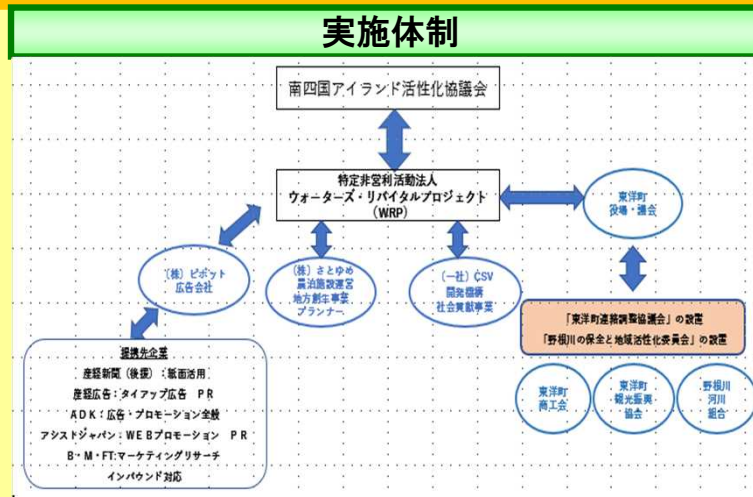 実施体制
南四国アイランド活性化協議会
特定非営利活動法人
ウォーターズ・リバイタルプロジェクト
(WRP)
東洋町
役場・議会
(株)ピボット
広告会社
(株)さとゆめ
農泊施設運営
地方創生事業
プランナー
(一社)CSV
開発機構
社会貢献事業
「東洋町連絡調整協議会」の設置
「野根川の保全と地域活性化委員会」の設置
提携先企業
産経新聞(後援):紙面活用
産経広告:タイアップ広告 PR
ADK:広告・プロモーション全般
アシストジャパン:WEBプロモーション PR
B・M・FT:マーケティングリサーチ
インバウンド対応
東洋町
商工会
東洋町
観光振興
協会
野根川
河川
組合